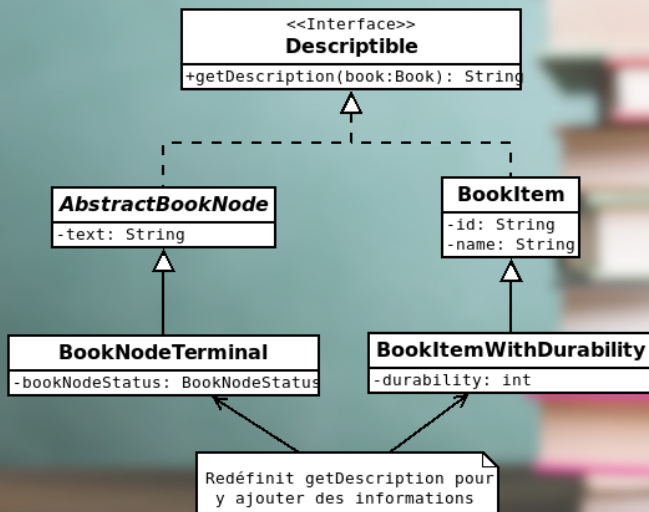 <<Interface>>
Descriptible
+getDescription(book:Book): String
AbstractBookNode
-text: String
BookItem
-id: String
-name: String
BookNodeTerminal
-bookNodeStatus: BookNodeStatus
BookItemWithDurability
-durability: int
Redéfinit getDescription pour
y ajouter des informations